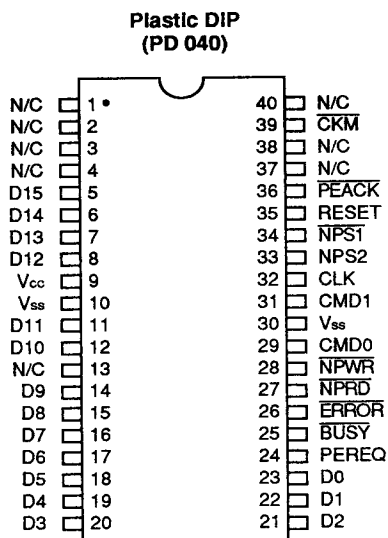 Plastic DIP
(PD 040)
N/C 1 40 N/C
N/C 2 39 CKM
N/C 3 38 N/C
N/C 4 37 N/C
D15 5 36 PEACK
D14 6 35 RESET
D13 7 34 NPS1
D12 8 33 NPS2
Vcc 9 32 CLK
Vss 10 31 CMD1
D11 11 30 Vss
D10 12 29 CMD0
N/C 13 28 NPWR
D9 14 27 NPRD
D8 15 26 ERROR
D7 16 25 BUSY
D6 17 24 PEREQ
D5 18 23 D0
D4 19 22 D1
D3 20 21 D2